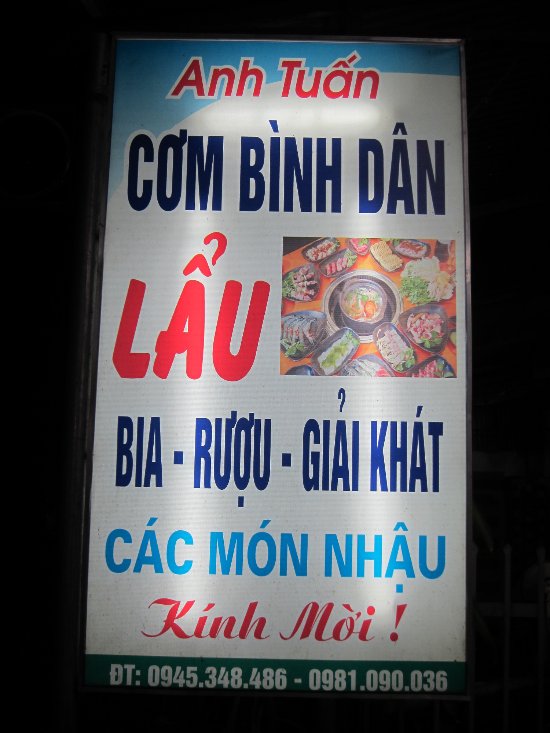 Anh Tuấn
CƠM BÌNH DÂN
LẨU
BIA - RƯỢU - GIẢI KHÁT
CÁC MÓN NHẬU
Kính Mời !
ĐT: 0945.348.486 - 0981.090.036